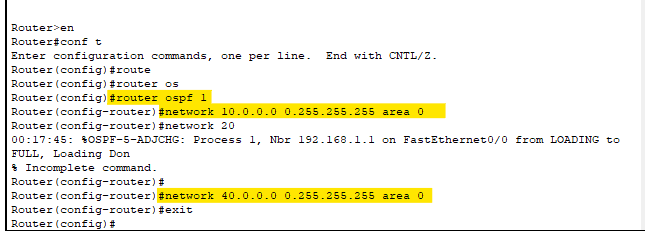 Router>en
Router#conf t
Enter configuration commands, one per line.  End with CNTL/Z.
Router(config)#route
Router(config)#router os
Router(config)#router ospf 1
Router(config-router)#network 10.0.0.0 0.255.255.255 area 0
Router(config-router)#network 20
00:17:45: %OSPF-5-ADJCHG: Process 1, Nbr 192.168.1.1 on FastEthernet0/0 from LOADING to
FULL, Loading Don
% Incomplete command.
Router(config-router)#
Router(config-router)#network 40.0.0.0 0.255.255.255 area 0
Router(config-router)#exit
Router(config)#